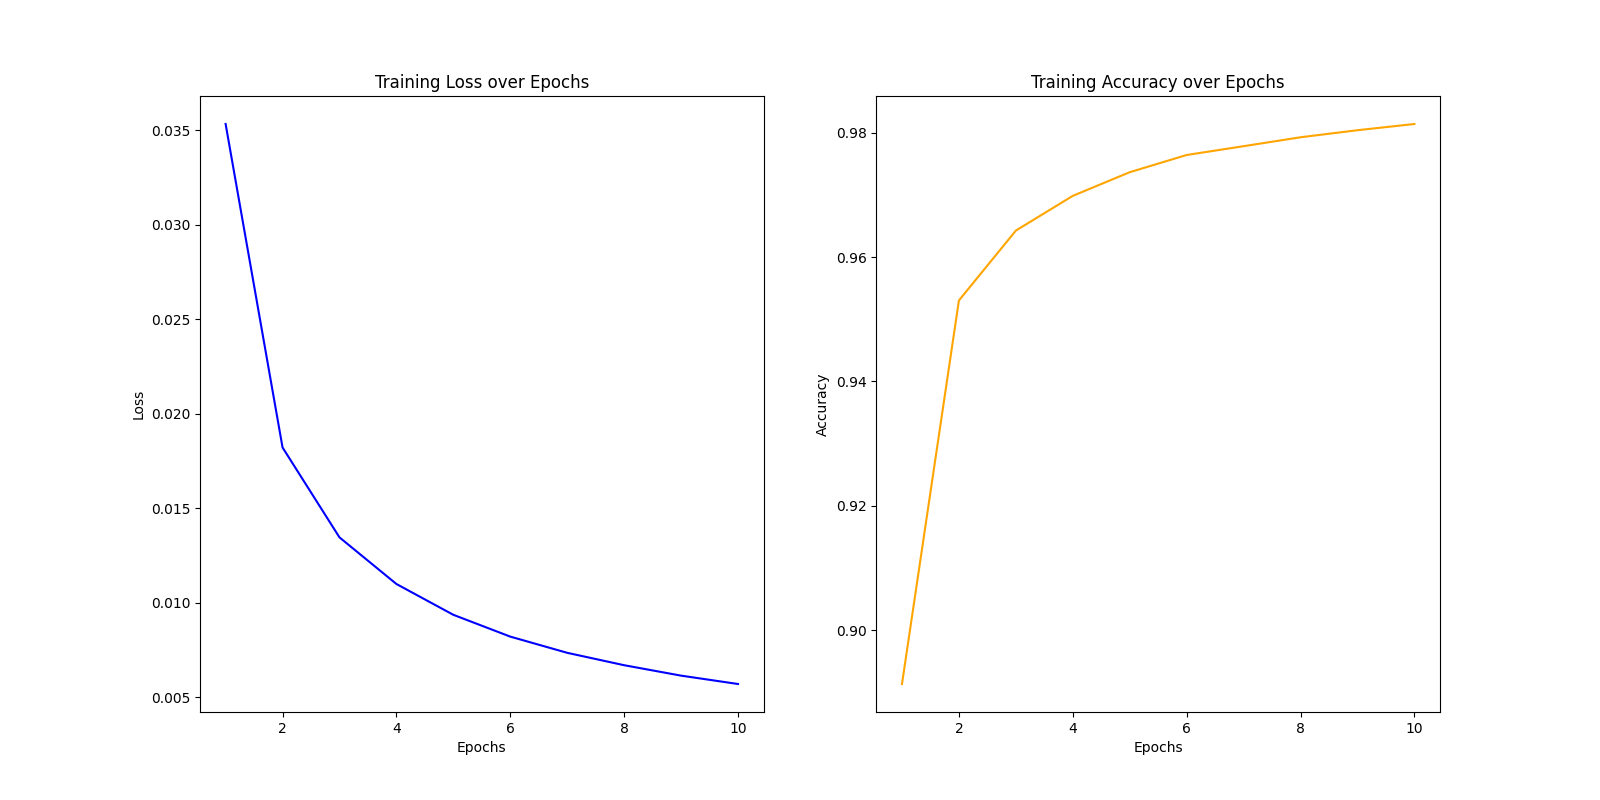 Training Loss over Epochs
0.035
0.030
0.025
0.020
0.015
0.010
0.005
Loss
2 4 6 8 10
Epochs
Training Accuracy over Epochs
0.98
0.96
0.94
0.92
0.90
Accuracy
2 4 6 8 10
Epochs